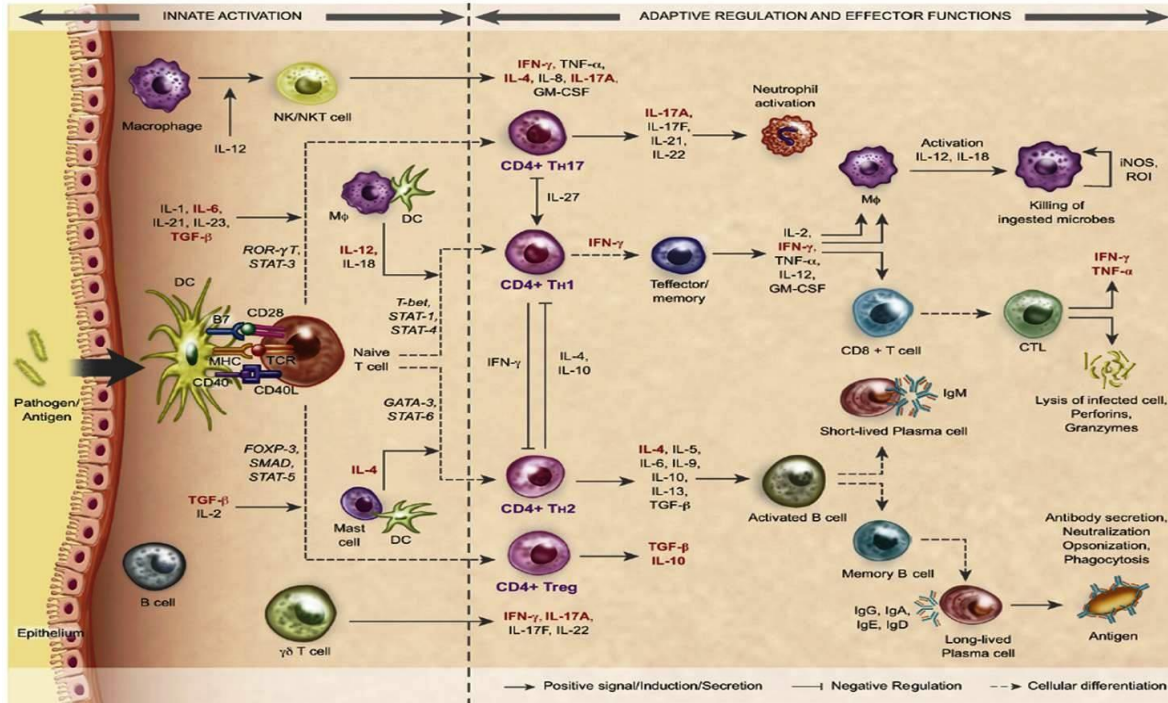 INNATE ACTIVATION
ADAPTIVE REGULATION AND EFFECTOR FUNCTIONS
Macrophage
IL-12
NK/NKT cell
IFN-γ, TNF-α,
IL-4, IL-8, IL-17A,
GM-CSF
CD4+ TH17
IL-17A,
IL-17F,
IL-21,
IL-22
Neutrophil
activation
IL-1, IL-6,
IL-21, IL-23,
TGF-β
ROR-γT,
STAT-3
Mϕ
DC
IL-12,
IL-18
IL-27
CD4+ TH1
IFN-γ
Teffector/
memory
IL-2,
IFN-γ,
TNF-α,
IL-12,
GM-CSF
Mϕ
Activation
IL-12, IL-18
iNOS,
ROI
Killing of
ingested microbes
DC
B7
CD28
MHC
TCR
CD40
CD40L
Naive
T cell
T-bet,
STAT-1,
STAT-4
GATA-3,
STAT-6
IFN-γ
IL-4,
IL-10
CD8 + T cell
CTL
IFN-γ
TNF-α
Lysis of infected cell,
Perforins,
Granzymes
Pathogen/
Antigen
FOXP-3,
SMAD,
STAT-5
TGF-β
IL-2
IL-4
Mast
cell
DC
CD4+ TH2
IL-4, IL-5,
IL-6, IL-9,
IL-10,
IL-13,
TGF-β
Activated B cell
IgM
Short-lived Plasma cell
Memory B cell
IgG, IgA,
IgE, IgD
Long-lived
Plasma cell
Antibody secretion,
Neutralization
Opsonization,
Phagocytosis
Antigen
CD4+ Treg
TGF-β
IL-10
B cell
Epithelium
γδ T cell
IFN-γ, IL-17A,
IL-17F, IL-22
Positive signal/Induction/Secretion
Negative Regulation
Cellular differentiation